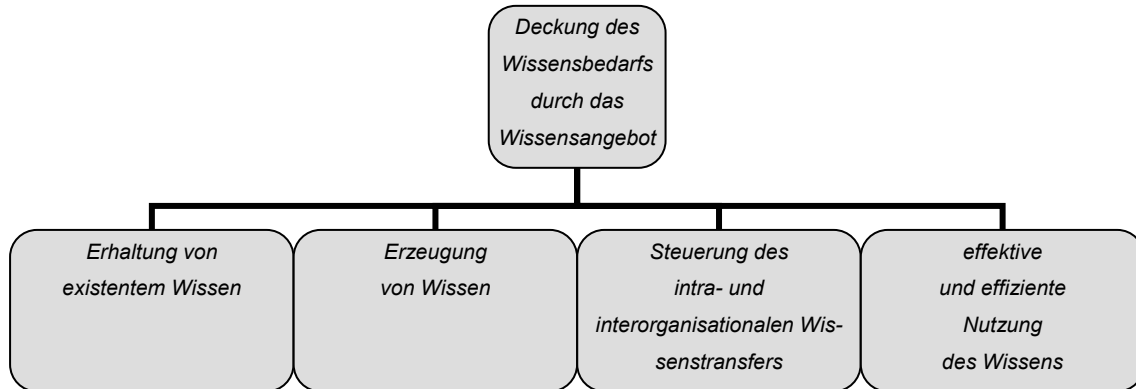 Deckung des
Wissensbedarfs
durch das
Wissensangebot
Erhaltung von
existentem Wissen
Erzeugung
von Wissen
Steuerung des
intra- und
interorganisationalen Wis-
senstransfers
effektive
und effiziente
Nutzung
des Wissens